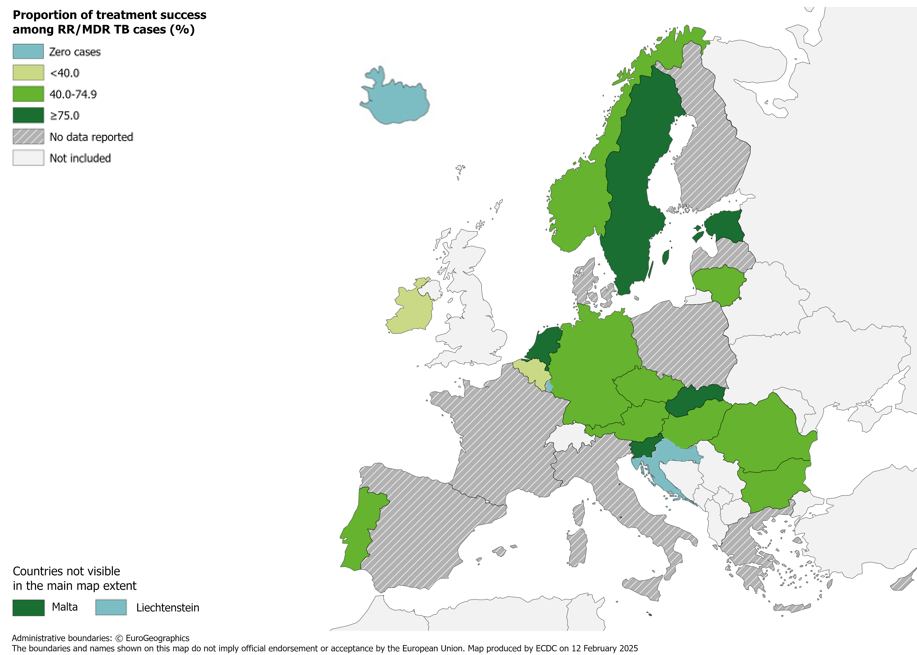 Proportion of treatment success
among RR/MDR TB cases (%)
Zero cases
<40.0
40.0-74.9
≥75.0
No data reported
Not included
Countries not visible
in the main map extent
Malta
Liechtenstein
Administrative boundaries: © EuroGeographics
The boundaries and names shown on this map do not imply official endorsement or acceptance by the European Union. Map produced by ECDC on 12 February 2025